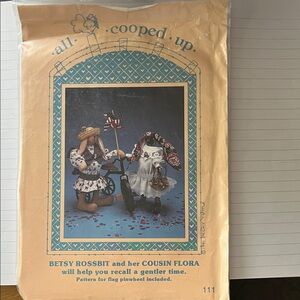 ·all· cooped·up·
BETSY ROSSBIT and her COUSIN FLORA
will help you recall a gentler time.
Pattern for flag pinwheel included.
111